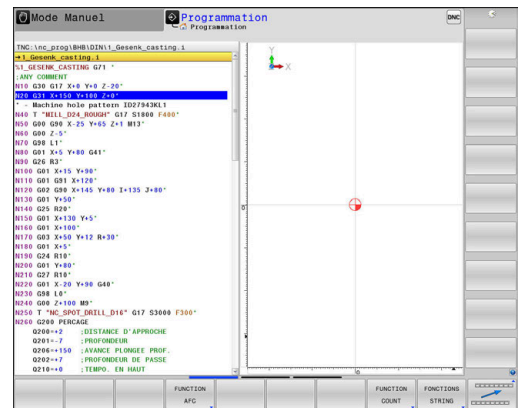 Mode Manuel
Programmation
Programmation
DNC
TNC:\nc_prog\BHB\DIN\1_Gesenk_casting.i
→1_Gesenk_casting.i
%1_GESENK_CASTING G71 *
;ANY COMMENT
N10 G30 G17 X+0 Y+0 Z-20*
N20 G31 X+150 Y+100 Z+0*
* - Machine hole pattern ID27943KL1
N40 T "MILL_D24_ROUGH" G17 S1800 F400*
N50 G00 G90 X-25 Y+65 Z+1 M13*
N60 G00 Z-5*
N70 G98 L1*
N80 G01 X+5 Y+80 G41*
N90 G26 R3*
N100 G01 X+15 Y+90*
N110 G01 G91 X+120*
N120 G02 G90 X+145 Y+80 I+135 J+80*
N130 G01 Y+50*
N140 G25 R20*
N150 G01 X+130 Y+5*
N160 G01 X+100*
N170 G03 X+50 Y+12 R+30*
N180 G01 X+5*
N190 G24 R10*
N200 G01 Y+80*
N210 G27 R10*
N220 G01 X-20 Y+90 G40*
N230 G98 L0*
N240 G00 Z+100 M9*
N250 T "NC_SPOT_DRILL_D16" G17 S3000 F300*
N260 G200 PERCAGE
Q200=+2 ;DISTANCE D'APPROCHE
Q201=-7 ;PROFONDEUR
Q206=+150 ;AVANCE PLONGEE PROF.
Q202=+7 ;PROFONDEUR DE PASSE
Q210=+0 ;TEMPO. EN HAUT
Y
X
0
0
FUNCTION
AFC
FUNCTION
COUNT
FONCTIONS
STRING